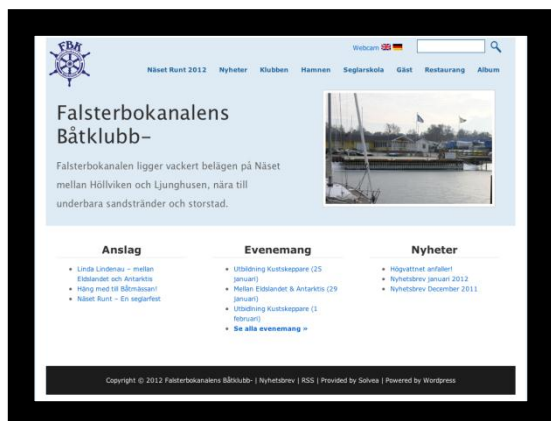 FBK
Webcam
Näset Runt 2012 Nyheter Klubben Hamnen Seglarskola Gäst Restaurang Album
Falsterbokanalens
Båtklubb–
Falsterbokanalen ligger vackert belägen på Näset
mellan Höllviken och Ljunghusen, nära till
underbara sandstränder och storstad.
Anslag
Linda Lindenau – mellan
Eldslandet och Antarktis
Häng med till Båtmässan!
Näset Runt – En seglarfest
Evenemang
Utbildning Kustskeppare (25
januari)
Mellan Eldslandet & Antarktis (29
januari)
Utbildning Kustskeppare (1
februari)
Se alla evenemang »
Nyheter
Högvattnet anfaller!
Nyhetsbrev januari 2012
Nyhetsbrev December 2011
Copyright © 2012 Falsterbokanalens Båtklubb- | Nyhetsbrev | RSS | Provided by Solvea | Powered by Wordpress